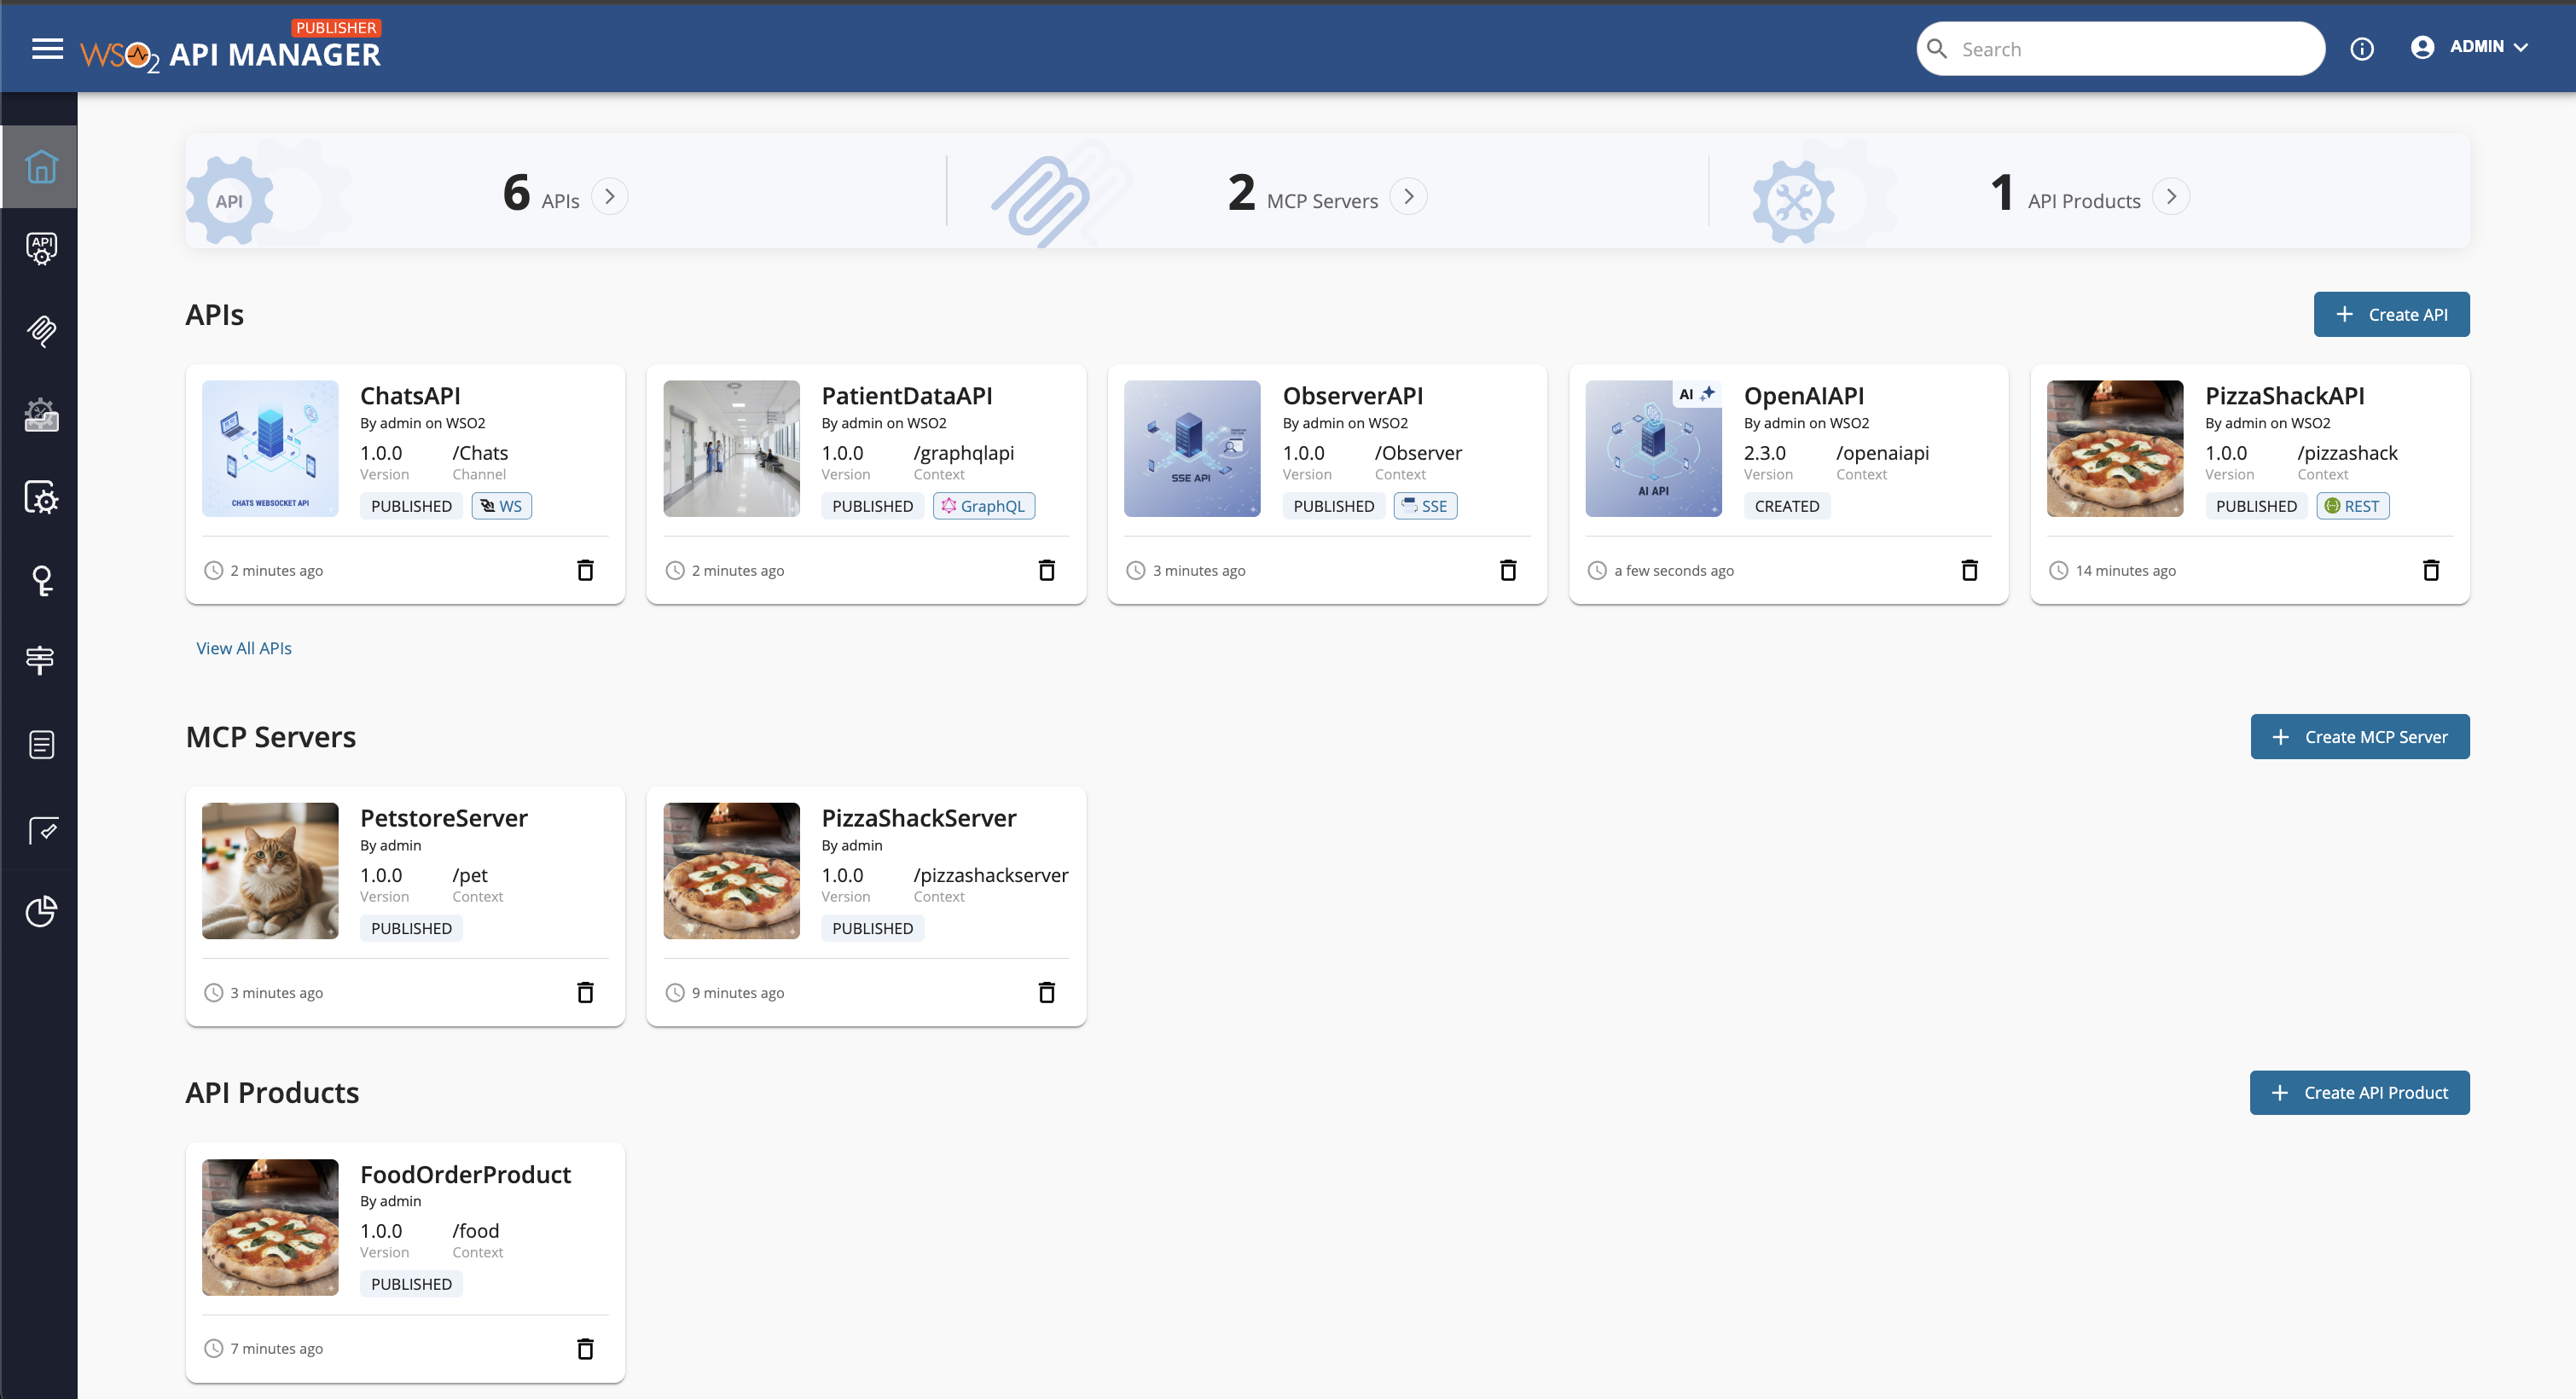 PUBLISHER
WSO2 API MANAGER
Search
ADMIN
API
6 APIs
2 MCP Servers
1 API Products
APIs
Create API
ChatsAPI
By admin on WSO2
1.0.0 /Chats
Version Channel
PUBLISHED WS
2 minutes ago
CHATS WEBSOCKET API
PatientDataAPI
By admin on WSO2
1.0.0 /graphqlapi
Version Context
PUBLISHED GraphQL
2 minutes ago
ObserverAPI
By admin on WSO2
1.0.0 /Observer
Version Context
PUBLISHED SSE
3 minutes ago
SSE API
AI
OpenAIAPI
By admin on WSO2
2.3.0 /openaiapi
Version Context
CREATED
a few seconds ago
AI API
PizzaShackAPI
By admin on WSO2
1.0.0 /pizzashack
Version Context
PUBLISHED REST
14 minutes ago
View All APIs
API
MCP Servers
Create MCP Server
PetstoreServer
By admin
1.0.0 /pet
Version Context
PUBLISHED
3 minutes ago
PizzaShackServer
By admin
1.0.0 /pizzashackserver
Version Context
PUBLISHED
9 minutes ago
API Products
Create API Product
FoodOrderProduct
By admin
1.0.0 /food
Version Context
PUBLISHED
7 minutes ago